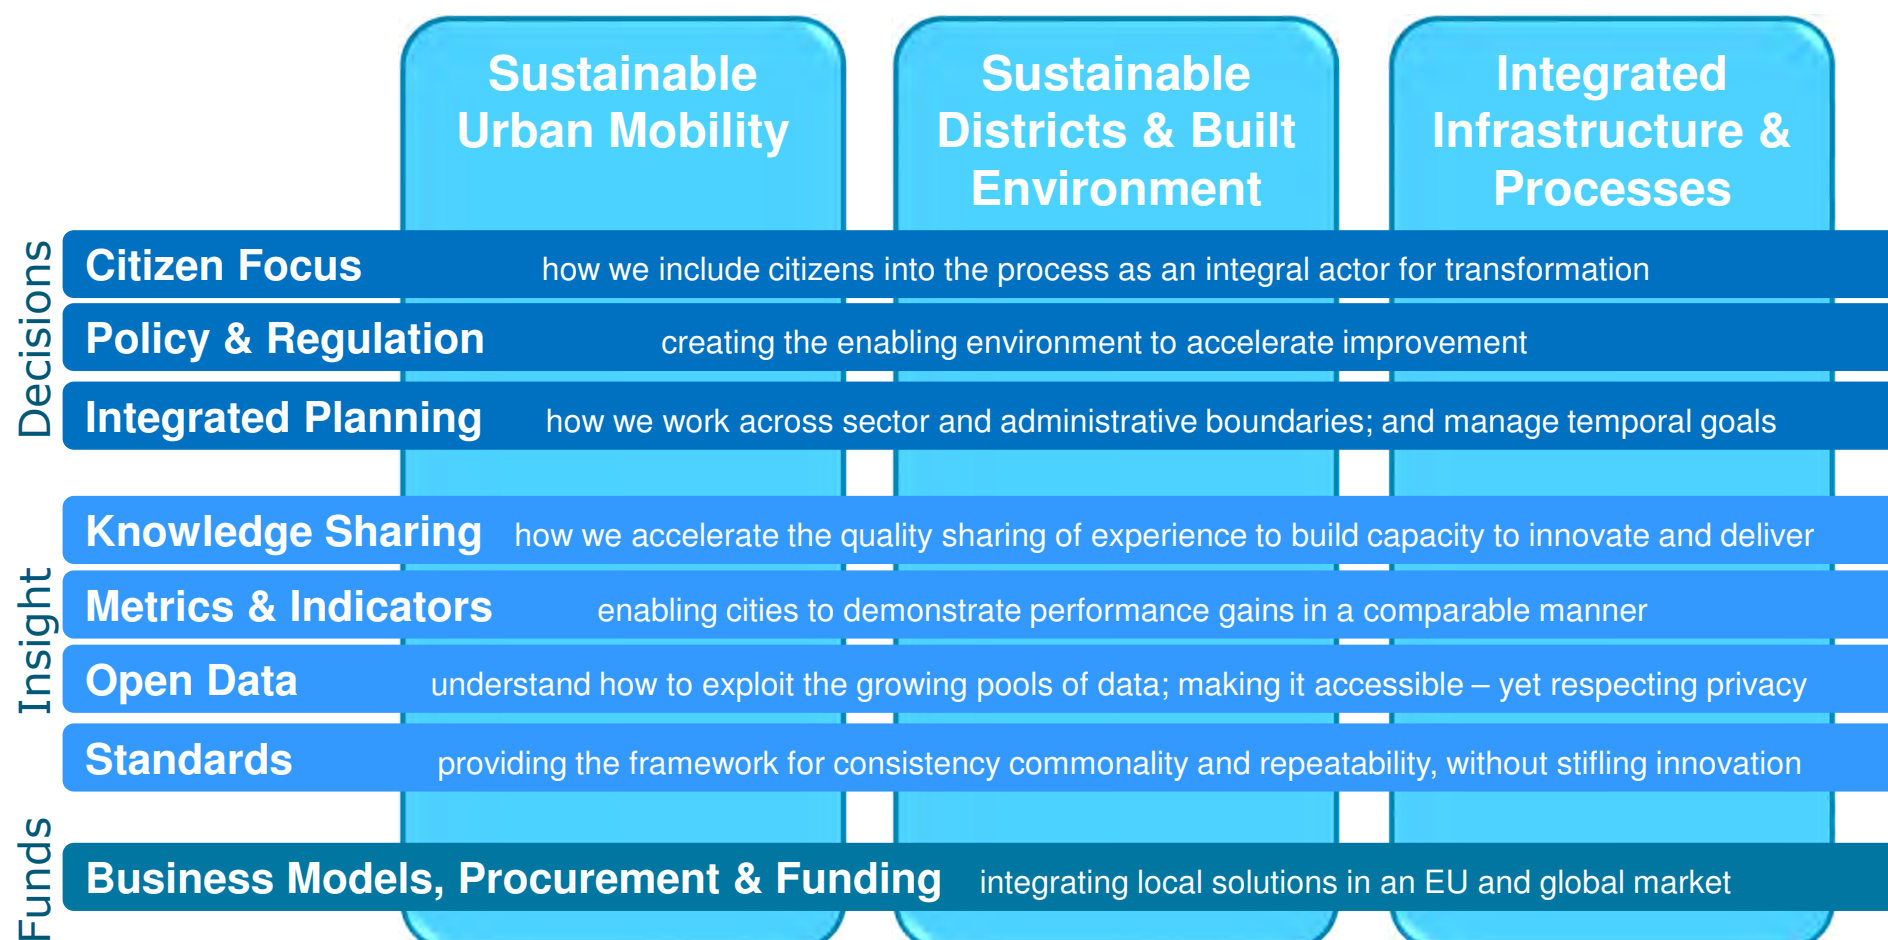 Sustainable
Urban Mobility
Sustainable
Districts & Built
Environment
Integrated
Infrastructure &
Processes
Decisions
Citizen Focus how we include citizens into the process as an integral actor for transformation
Policy & Regulation creating the enabling environment to accelerate improvement
Integrated Planning how we work across sector and administrative boundaries; and manage temporal goals
Insight
Knowledge Sharing how we accelerate the quality sharing of experience to build capacity to innovate and deliver
Metrics & Indicators enabling cities to demonstrate performance gains in a comparable manner
Open Data understand how to exploit the growing pools of data; making it accessible – yet respecting privacy
Standards providing the framework for consistency commonality and repeatability, without stifling innovation
Funds
Business Models, Procurement & Funding integrating local solutions in an EU and global market